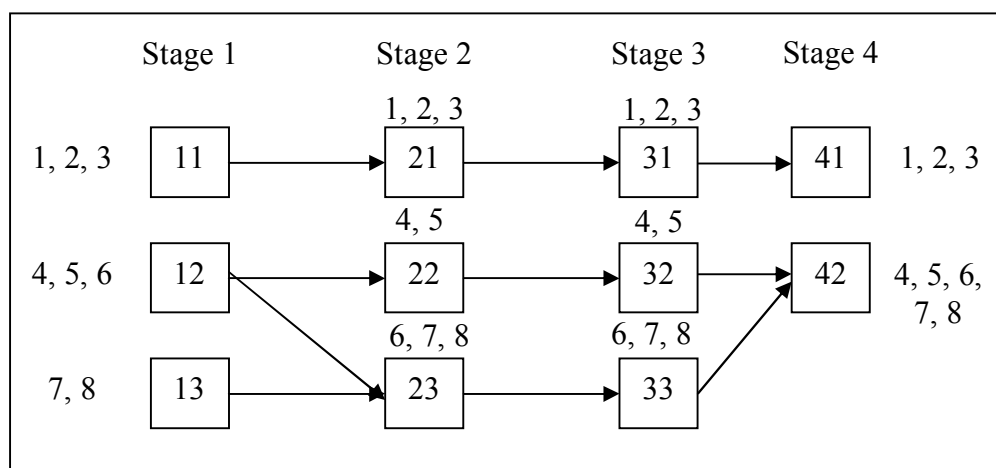 Stage 1 Stage 2 Stage 3 Stage 4
1, 2, 3 1, 2, 3
1, 2, 3 11 21 31 41 1, 2, 3
4, 5 4, 5
4, 5, 6 12 22 32 42 4, 5, 6,
7, 8
6, 7, 8 6, 7, 8
7, 8 13 23 33